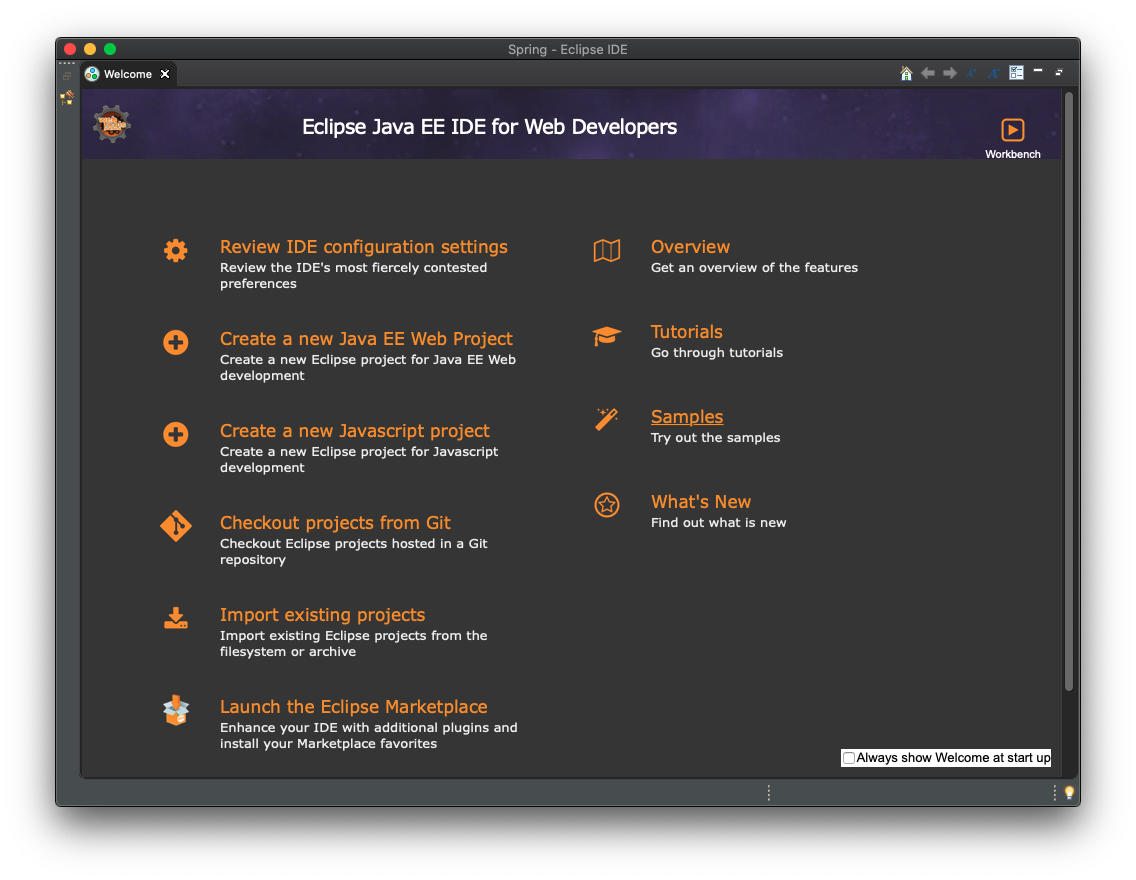 Spring - Eclipse IDE
Welcome
Eclipse Java EE IDE for Web Developers
Workbench
Review IDE configuration settings
Review the IDE's most fiercely contested
preferences
Create a new Java EE Web Project
Create a new Eclipse project for Java EE Web
development
Create a new Javascript project
Create a new Eclipse project for Javascript
development
Checkout projects from Git
Checkout Eclipse projects hosted in a Git
repository
Import existing projects
Import existing Eclipse projects from the
filesystem or archive
Launch the Eclipse Marketplace
Enhance your IDE with additional plugins and
install your Marketplace favorites
Overview
Get an overview of the features
Tutorials
Go through tutorials
Samples
Try out the samples
What's New
Find out what is new
Always show Welcome at start up